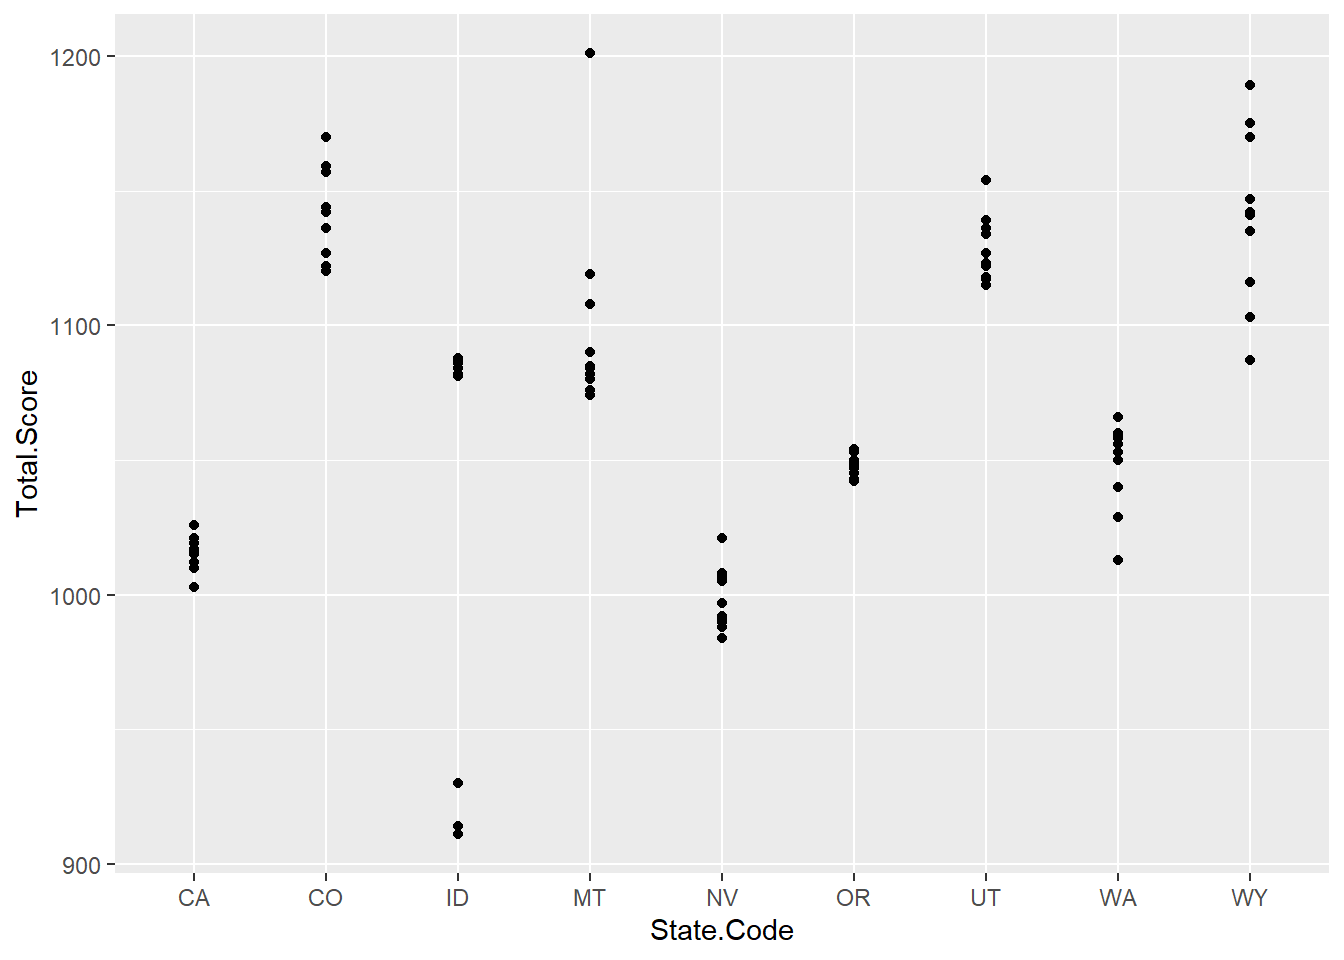 1200
1100
1000
900
Total.Score
CA CO ID MT NV OR UT WA WY
State.Code